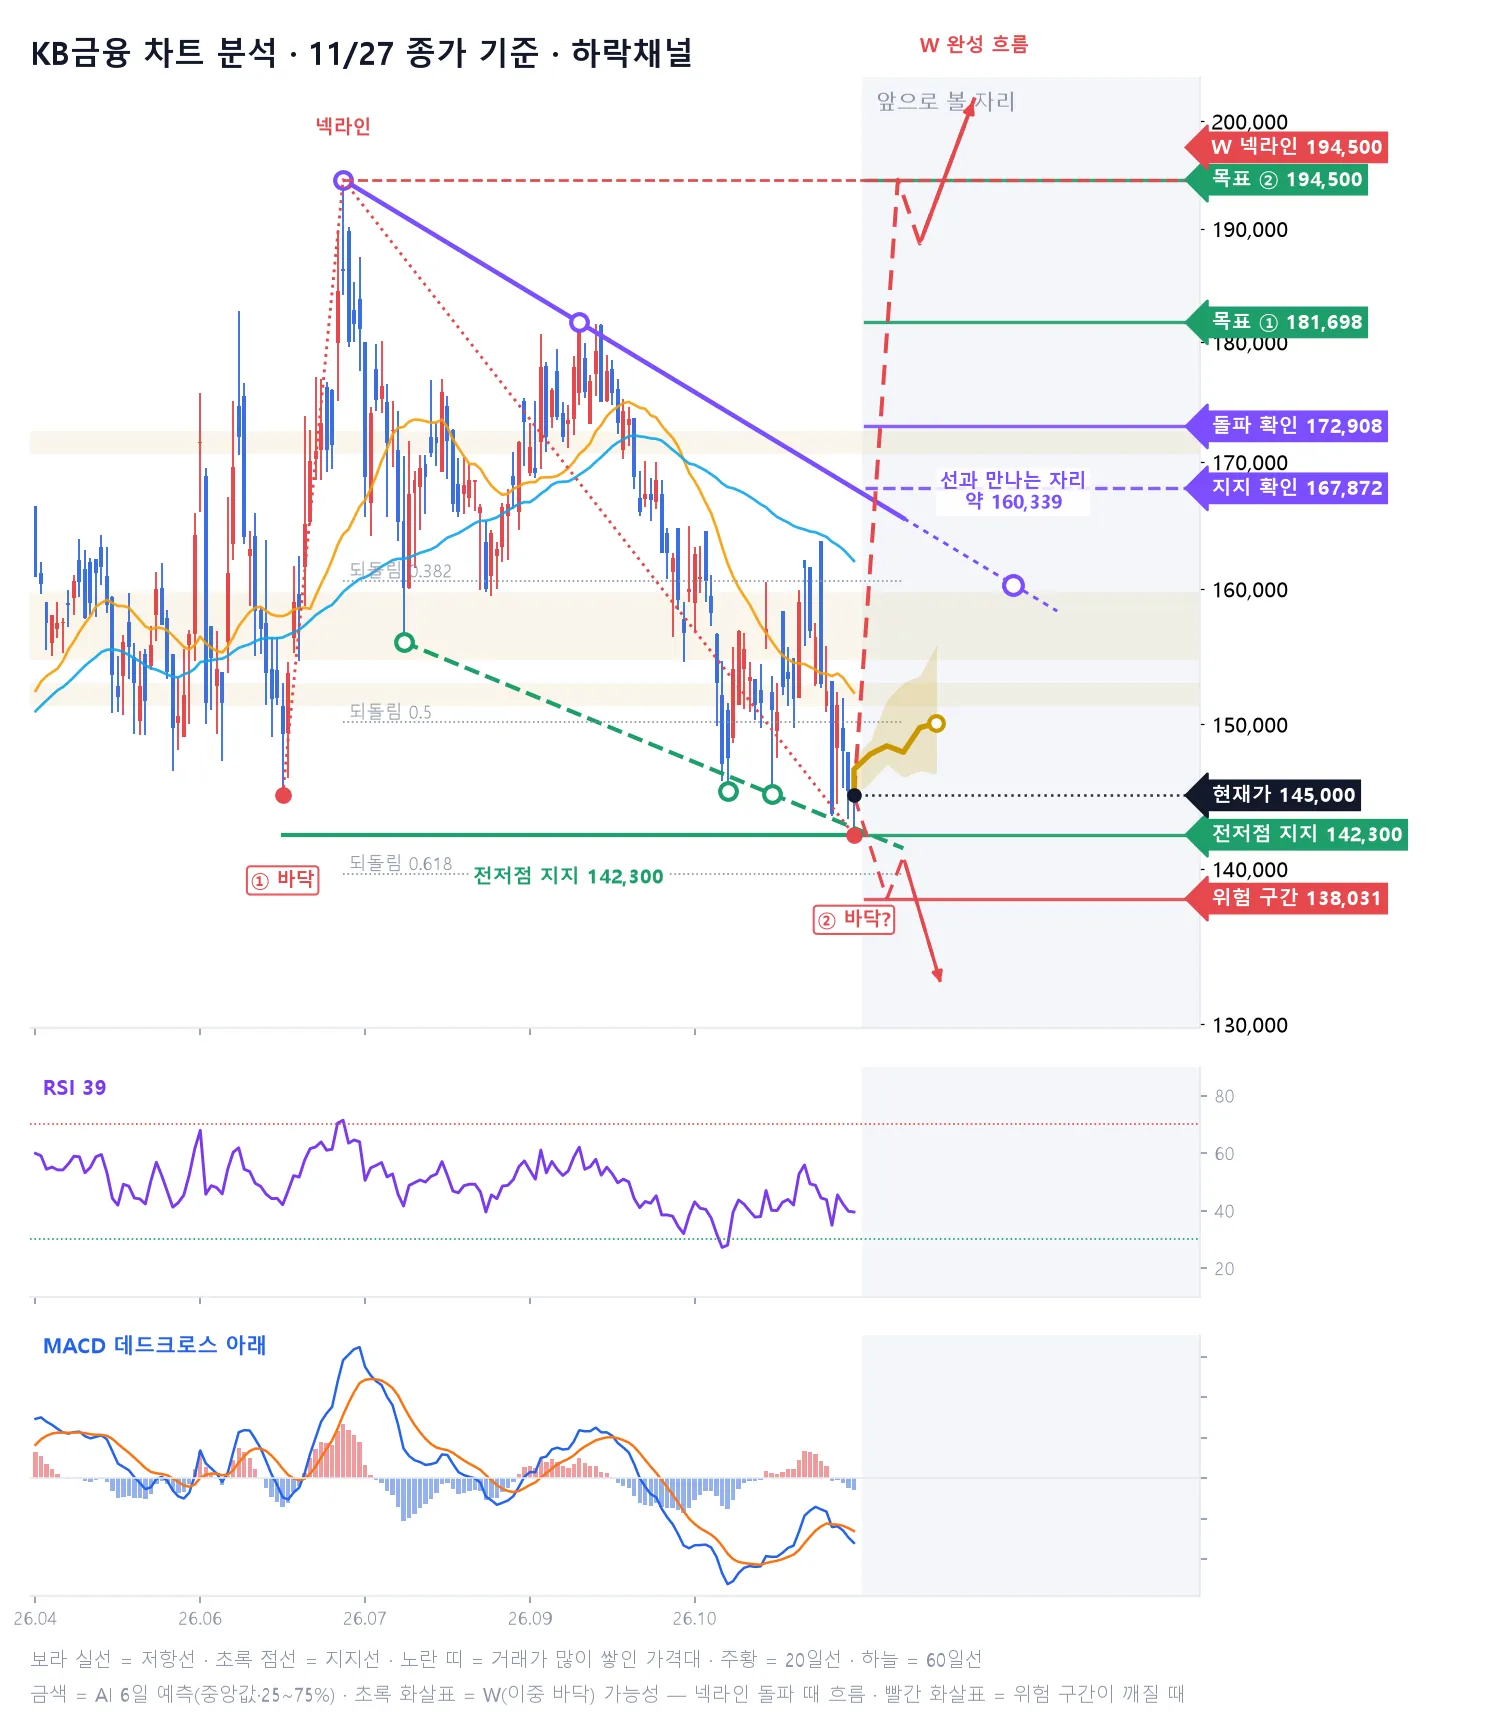 KB금융 차트 분석 · 11/27 종가 기준 · 하락채널
W 완성 흐름
앞으로 볼 자리
넥라인
200,000
W 넥라인 194,500
목표 ② 194,500
190,000
목표 ① 181,698
180,000
돌파 확인 172,908
170,000
선과 만나는 자리
약 160,339
지지 확인 167,872
되돌림 0.382
160,000
되돌림 0.5
150,000
현재가 145,000
전저점 지지 142,300
되돌림 0.618
전저점 지지 142,300
140,000
① 바닥
위험 구간 138,031
② 바닥?
130,000
RSI 39
80
60
40
20
MACD 데드크로스 아래
26.04
26.06
26.07
26.09
26.10
보라 실선 = 저항선 · 초록 점선 = 지지선 · 노란 띠 = 거래가 많이 쌓인 가격대 · 주황 = 20일선 · 하늘 = 60일선
금색 = AI 6일 예측(중앙값·25~75%) · 초록 화살표 = W(이중 바닥) 가능성 — 넥라인 돌파 때 흐름 · 빨간 화살표 = 위험 구간이 깨질 때